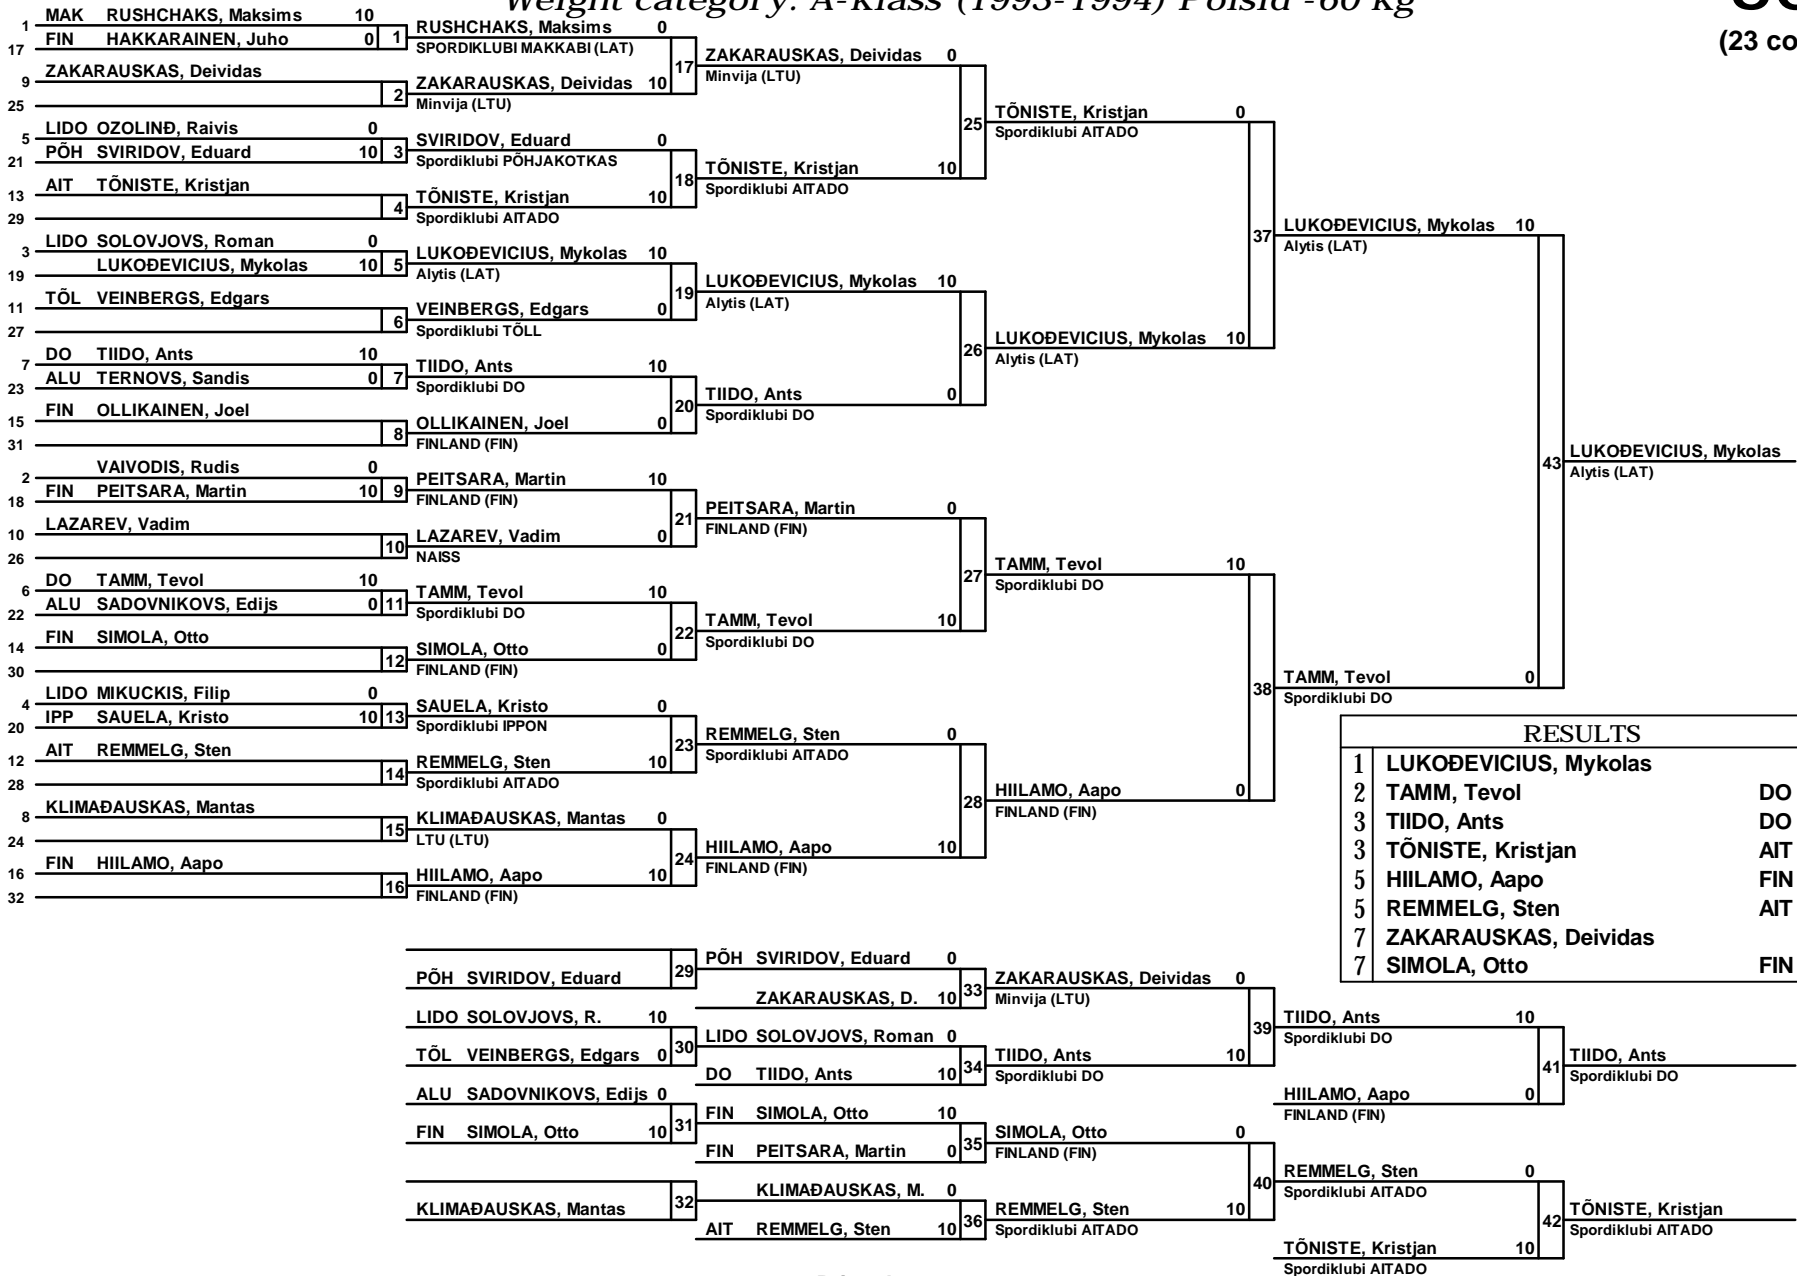 Weight category: A-Klass (1993-1994) Poisid -60 kg
(23 co
1 MAK RUSHCHAKS, Maksims 10
17 FIN HAKKARAINEN, Juho 0 1
9 ZAKARAUSKAS, Deividas
25 2
5 LIDO OZOLINÐ, Raivis 0
21 PÕH SVIRIDOV, Eduard 10 3
13 AIT TÕNISTE, Kristjan
29 4
3 LIDO SOLOVJOVS, Roman 0
19 LUKOÐEVICIUS, Mykolas 10 5
11 TÕL VEINBERGS, Edgars
27 6
7 DO TIIDO, Ants 10
23 ALU TERNOVS, Sandis 0 7
15 FIN OLLIKAINEN, Joel
31 8
2 VAIVODIS, Rudis 0
18 FIN PEITSARA, Martin 10 9
10 LAZAREV, Vadim
26 10
6 DO TAMM, Tevol 10
22 ALU SADOVNIKOVS, Edijs 0 11
14 FIN SIMOLA, Otto
30 12
4 LIDO MIKUCKIS, Filip 0
20 IPP SAUELA, Kristo 10 13
12 AIT REMMELG, Sten
28 14
8 KLIMAÐAUSKAS, Mantas
24 15
16 FIN HIILAMO, Aapo
32 16
RUSHCHAKS, Maksims 0
SPORDIKLUBI MAKKABI (LAT)
17
ZAKARAUSKAS, Deividas 10
Minvija (LTU)
SVIRIDOV, Eduard 0
Spordiklubi PÕHJAKOTKAS
18
TÕNISTE, Kristjan 10
Spordiklubi AITADO
LUKOÐEVICIUS, Mykolas 10
Alytis (LAT)
19
VEINBERGS, Edgars 0
Spordiklubi TÕLL
TIIDO, Ants 10
Spordiklubi DO
20
OLLIKAINEN, Joel 0
FINLAND (FIN)
PEITSARA, Martin 10
FINLAND (FIN)
21
LAZAREV, Vadim 0
NAISS
TAMM, Tevol 10
Spordiklubi DO
22
SIMOLA, Otto 0
FINLAND (FIN)
SAUELA, Kristo 0
Spordiklubi IPPON
23
REMMELG, Sten 10
Spordiklubi AITADO
KLIMAÐAUSKAS, Mantas 0
LTU (LTU)
24
HIILAMO, Aapo 10
FINLAND (FIN)
ZAKARAUSKAS, Deividas 0
Minvija (LTU)
25
TÕNISTE, Kristjan 10
Spordiklubi AITADO
LUKOÐEVICIUS, Mykolas 10
Alytis (LAT)
26
TIIDO, Ants 0
Spordiklubi DO
PEITSARA, Martin 0
FINLAND (FIN)
27
TAMM, Tevol 10
Spordiklubi DO
REMMELG, Sten 0
Spordiklubi AITADO
28
HIILAMO, Aapo 10
FINLAND (FIN)
TÕNISTE, Kristjan 0
Spordiklubi AITADO
37
LUKOÐEVICIUS, Mykolas 10
Alytis (LAT)
TAMM, Tevol 10
Spordiklubi DO
38
HIILAMO, Aapo 0
FINLAND (FIN)
LUKOÐEVICIUS, Mykolas 10
Alytis (LAT)
43
TAMM, Tevol 0
Spordiklubi DO
LUKOÐEVICIUS, Mykolas
Alytis (LAT)
RESULTS
1 LUKOÐEVICIUS, Mykolas
2 TAMM, Tevol DO
3 TIIDO, Ants DO
3 TÕNISTE, Kristjan AIT
5 HIILAMO, Aapo FIN
5 REMMELG, Sten AIT
7 ZAKARAUSKAS, Deividas
7 SIMOLA, Otto FIN
29
PÕH SVIRIDOV, Eduard
LIDO SOLOVJOVS, R. 10
30
TÕL VEINBERGS, Edgars 0
ALU SADOVNIKOVS, Edijs 0
31
FIN SIMOLA, Otto 10
32
KLIMAÐAUSKAS, Mantas
PÕH SVIRIDOV, Eduard 0
33
ZAKARAUSKAS, D. 10
LIDO SOLOVJOVS, Roman 0
34
DO TIIDO, Ants 10
FIN SIMOLA, Otto 10
35
FIN PEITSARA, Martin 0
KLIMAÐAUSKAS, M. 0
36
AIT REMMELG, Sten 10
ZAKARAUSKAS, Deividas 0
Minvija (LTU)
39
TIIDO, Ants 10
Spordiklubi DO
SIMOLA, Otto 0
FINLAND (FIN)
40
REMMELG, Sten 10
Spordiklubi AITADO
TIIDO, Ants 10
Spordiklubi DO
41
HIILAMO, Aapo 0
FINLAND (FIN)
REMMELG, Sten 0
Spordiklubi AITADO
42
TÕNISTE, Kristjan 10
Spordiklubi AITADO
TIIDO, Ants
Spordiklubi DO
TÕNISTE, Kristjan
Spordiklubi AITADO